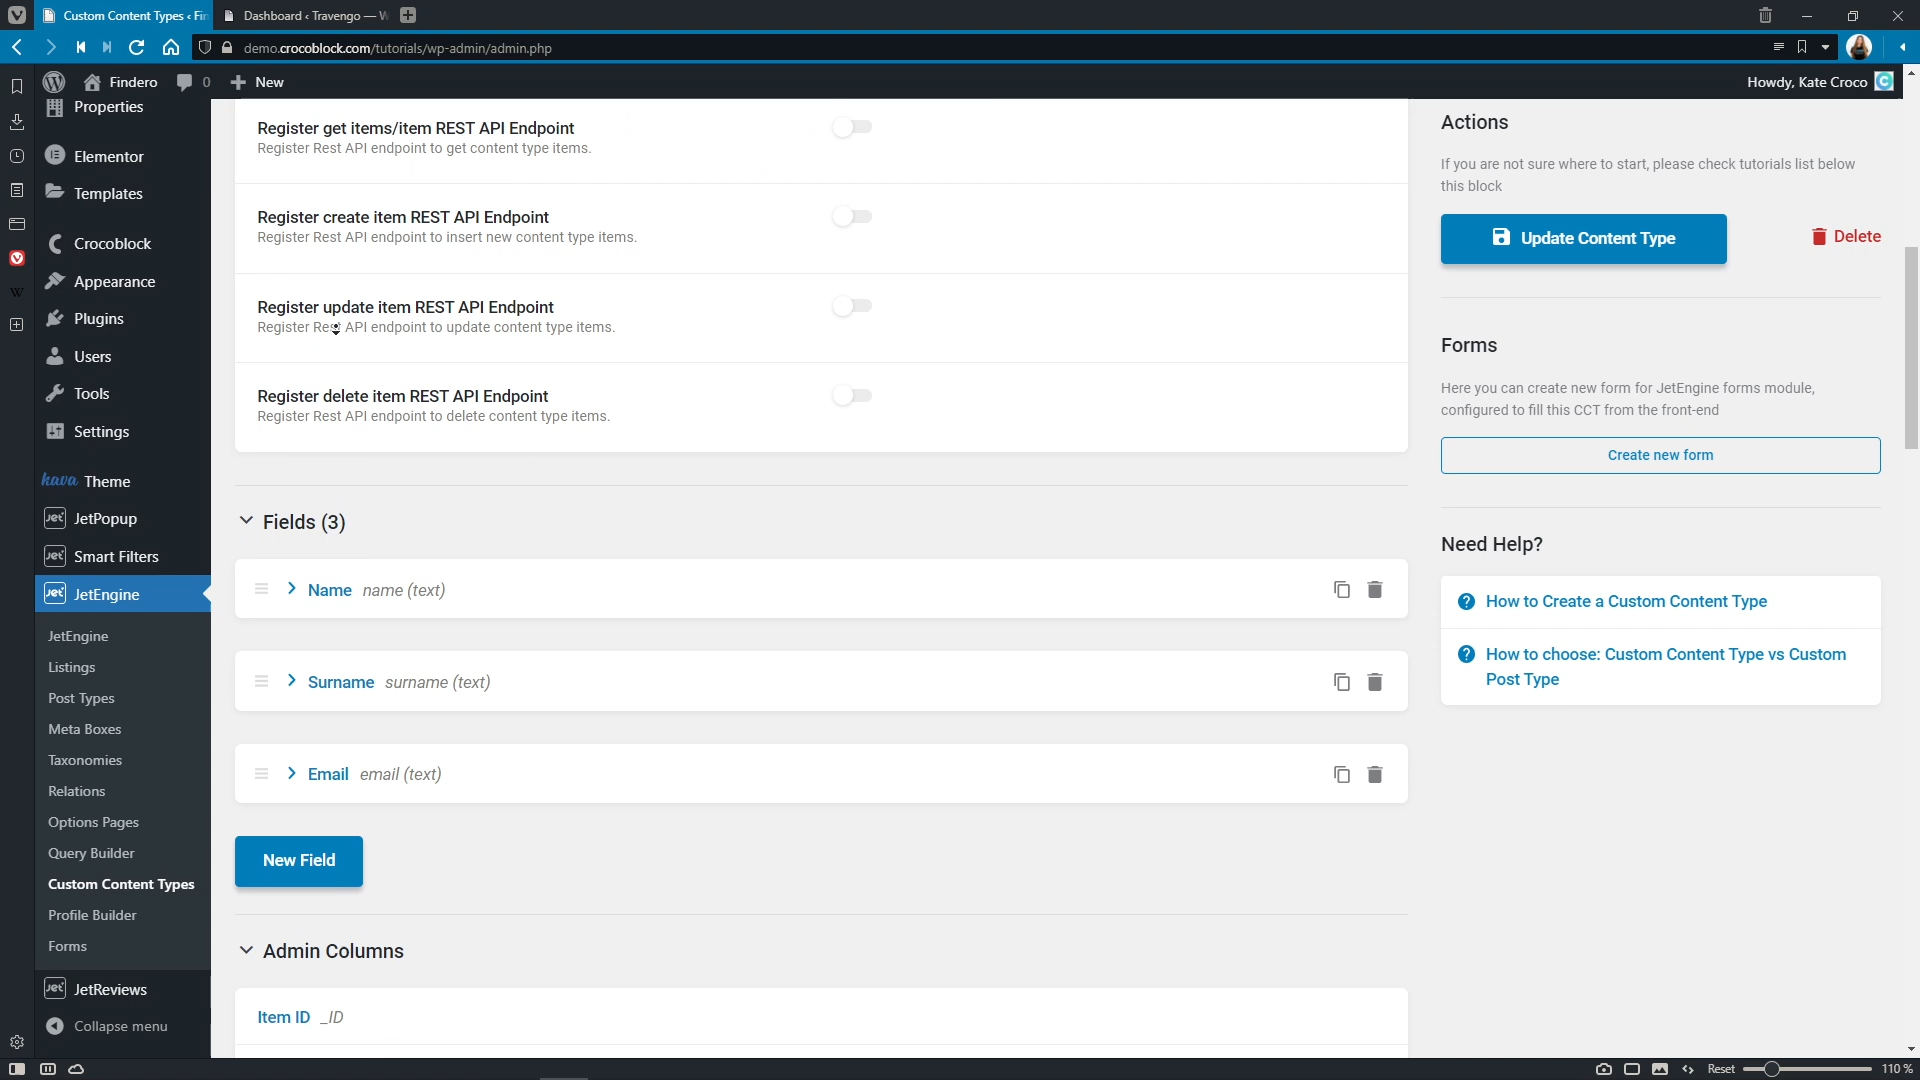 Custom Content Types ‹ Fin
Dashboard ‹ Travengo — W
demo.crocoblock.com/tutorials/wp-admin/admin.php
Findero
0
New
Howdy, Kate Croco
Properties
Elementor
Templates
Crocoblock
Appearance
Plugins
Users
Tools
Settings
kava Theme
Jet JetPopup
Jet Smart Filters
Jet JetEngine
JetEngine
Listings
Post Types
Meta Boxes
Taxonomies
Relations
Options Pages
Query Builder
Custom Content Types
Profile Builder
Forms
Jet JetReviews
Collapse menu
Register get items/item REST API Endpoint
Register Rest API endpoint to get content type items.
Register create item REST API Endpoint
Register Rest API endpoint to insert new content type items.
Register update item REST API Endpoint
Register Rest API endpoint to update content type items.
Register delete item REST API Endpoint
Register Rest API endpoint to delete content type items.
Fields (3)
Name name (text)
Surname surname (text)
Email email (text)
New Field
Admin Columns
Item ID _ID
Actions
If you are not sure where to start, please check tutorials list below
this block
Update Content Type
Delete
Forms
Here you can create new form for JetEngine forms module,
configured to fill this CCT from the front-end
Create new form
Need Help?
How to Create a Custom Content Type
How to choose: Custom Content Type vs Custom
Post Type
Reset
110 %